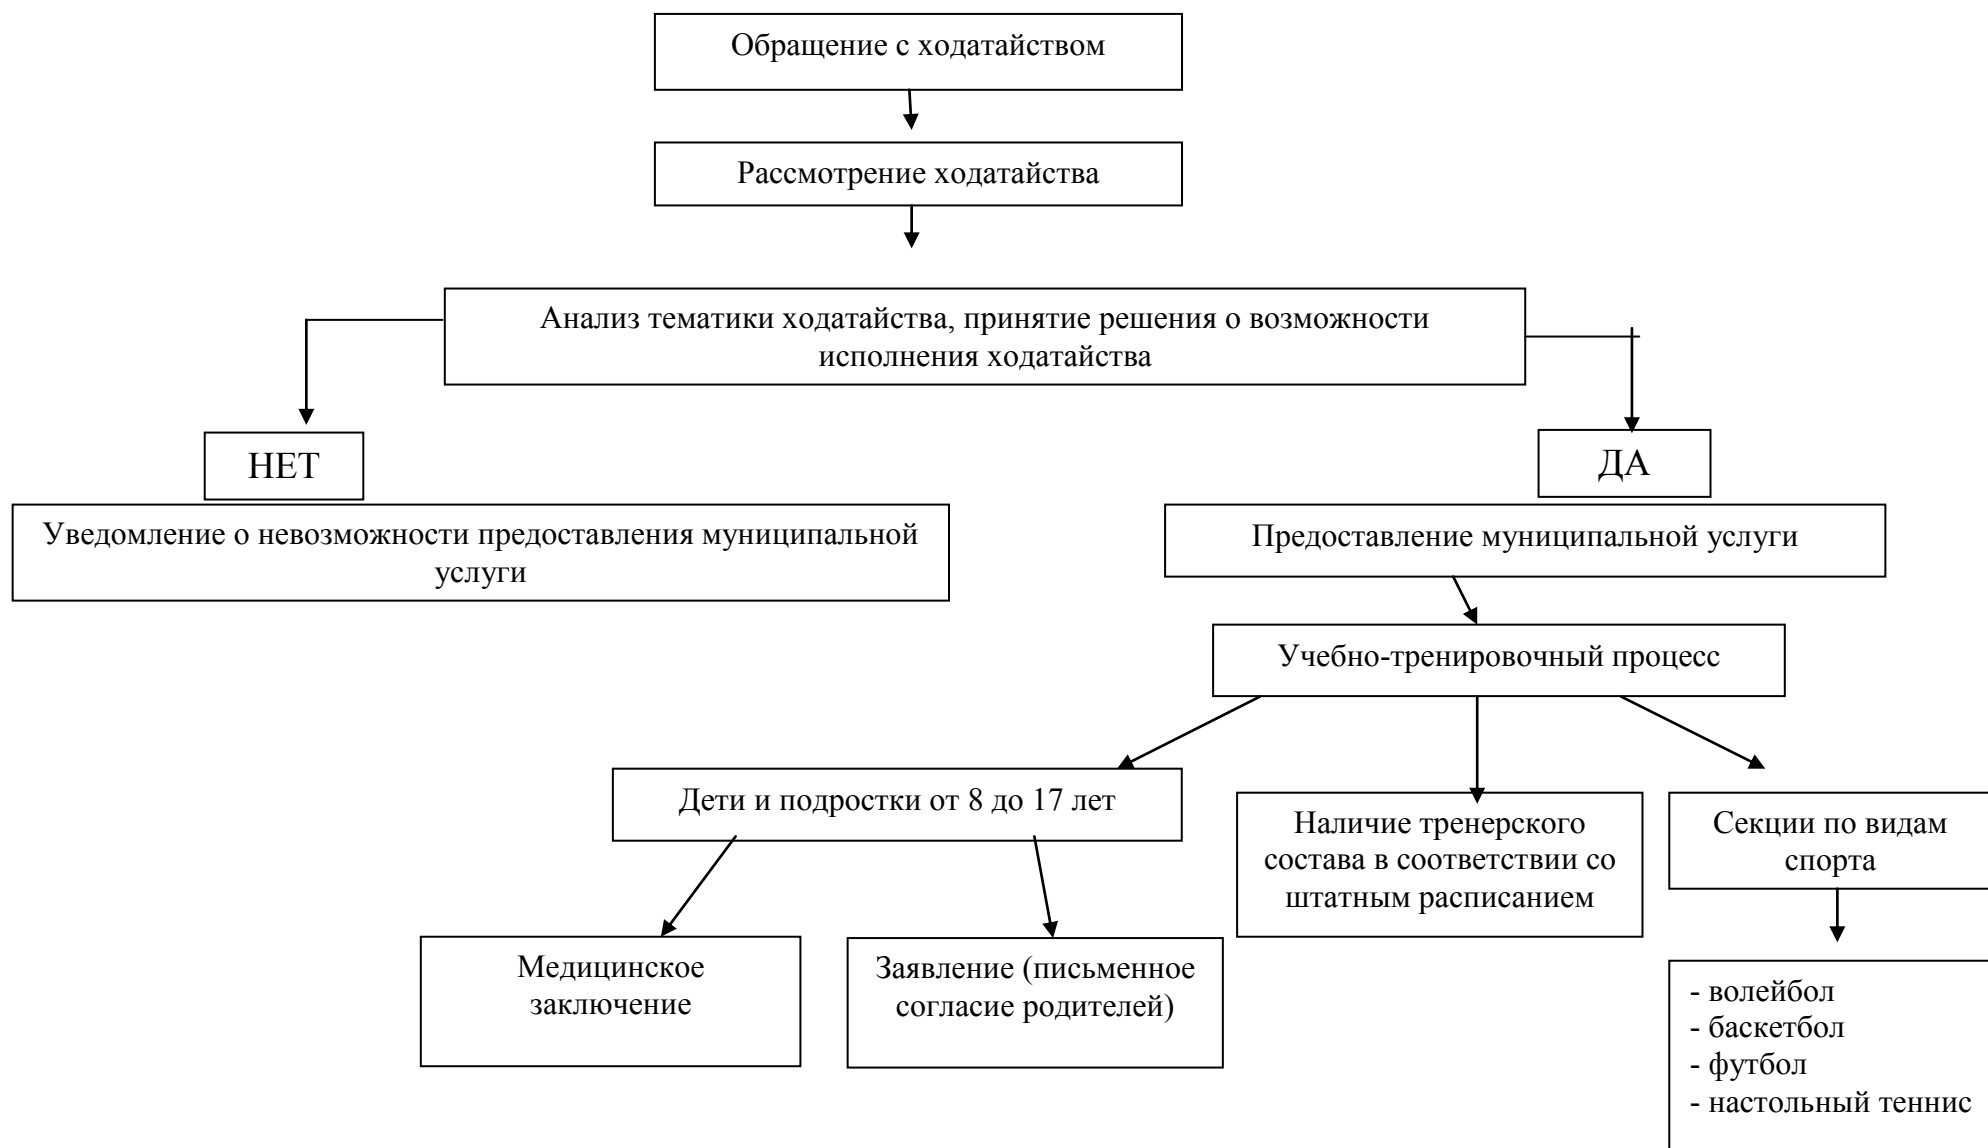 Обращение с ходатайством
Рассмотрение ходатайства
Анализ тематики ходатайства, принятие решения о возможности
исполнения ходатайства
НЕТ
ДА
Уведомление о невозможности предоставления муниципальной
услуги
Предоставление муниципальной услуги
Учебно-тренировочный процесс
Дети и подростки от 8 до 17 лет
Наличие тренерского
состава в соответствии со
штатным расписанием
Секции по видам
спорта
Медицинское
заключение
Заявление (письменное
согласие родителей)
- волейбол
- баскетбол
- футбол
- настольный теннис